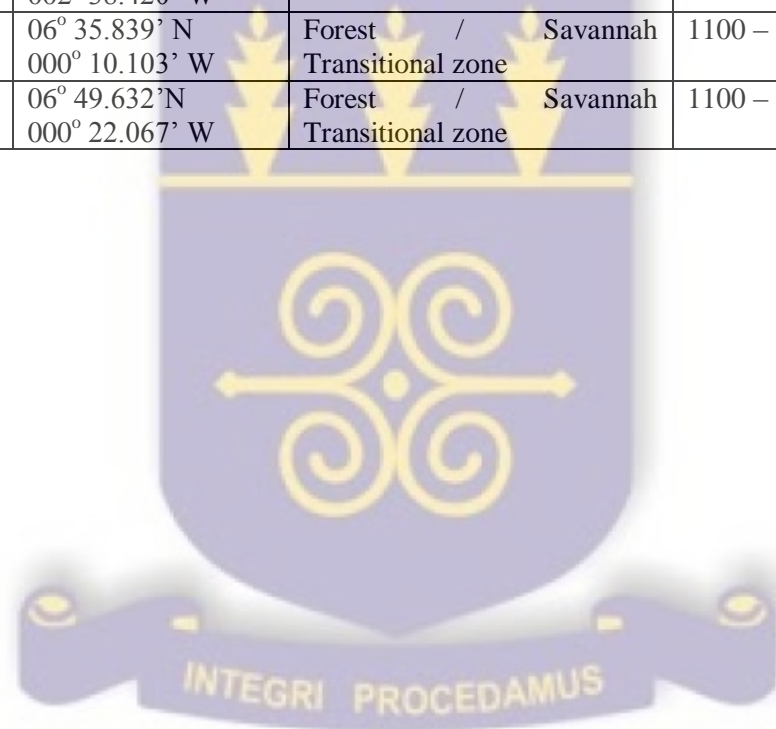 06° 35.839’ N Forest / Savannah 1100 –
000° 10.103’ W Transitional zone
06° 49.632’N Forest / Savannah 1100 –
000° 22.067’ W Transitional zone
INTEGRI PROCEDAMUS